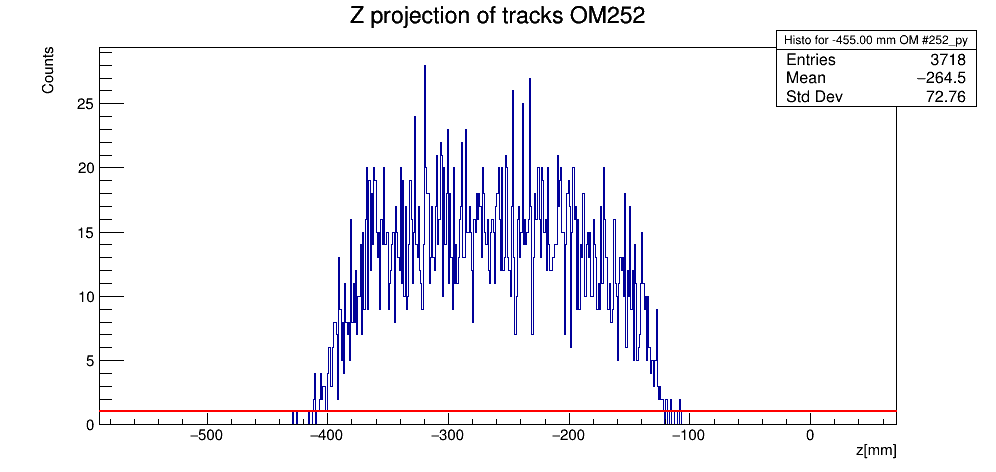 Z projection of tracks OM252
Histo for -455.00 mm OM #252_py
Entries 3718
Mean −264.5
Std Dev 72.76
Counts
25
20
15
10
5
0
−500 −400 −300 −200 −100 0
z[mm]